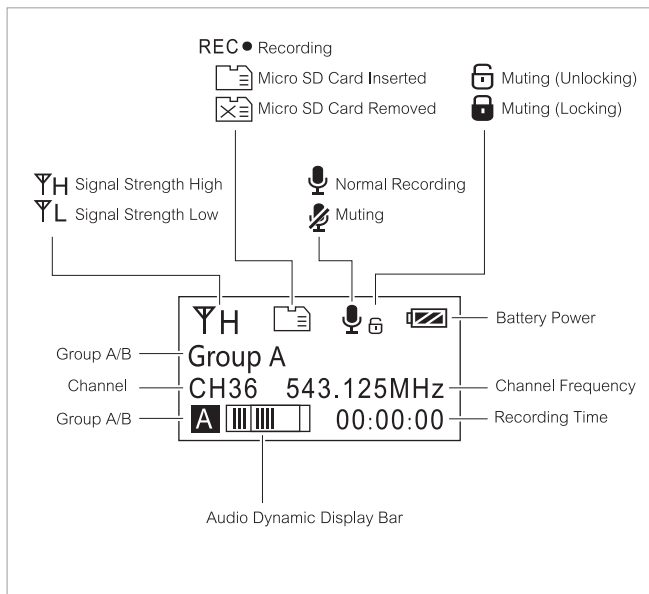 REC● Recording
Micro SD Card Inserted
Micro SD Card Removed
Muting (Unlocking)
Muting (Locking)
H Signal Strength High
L Signal Strength Low
Normal Recording
Muting
H
Battery Power
Group A/B
Group A
Channel
CH36 543.125MHz
Channel Frequency
Group A/B
A
00:00:00
Recording Time
Audio Dynamic Display Bar